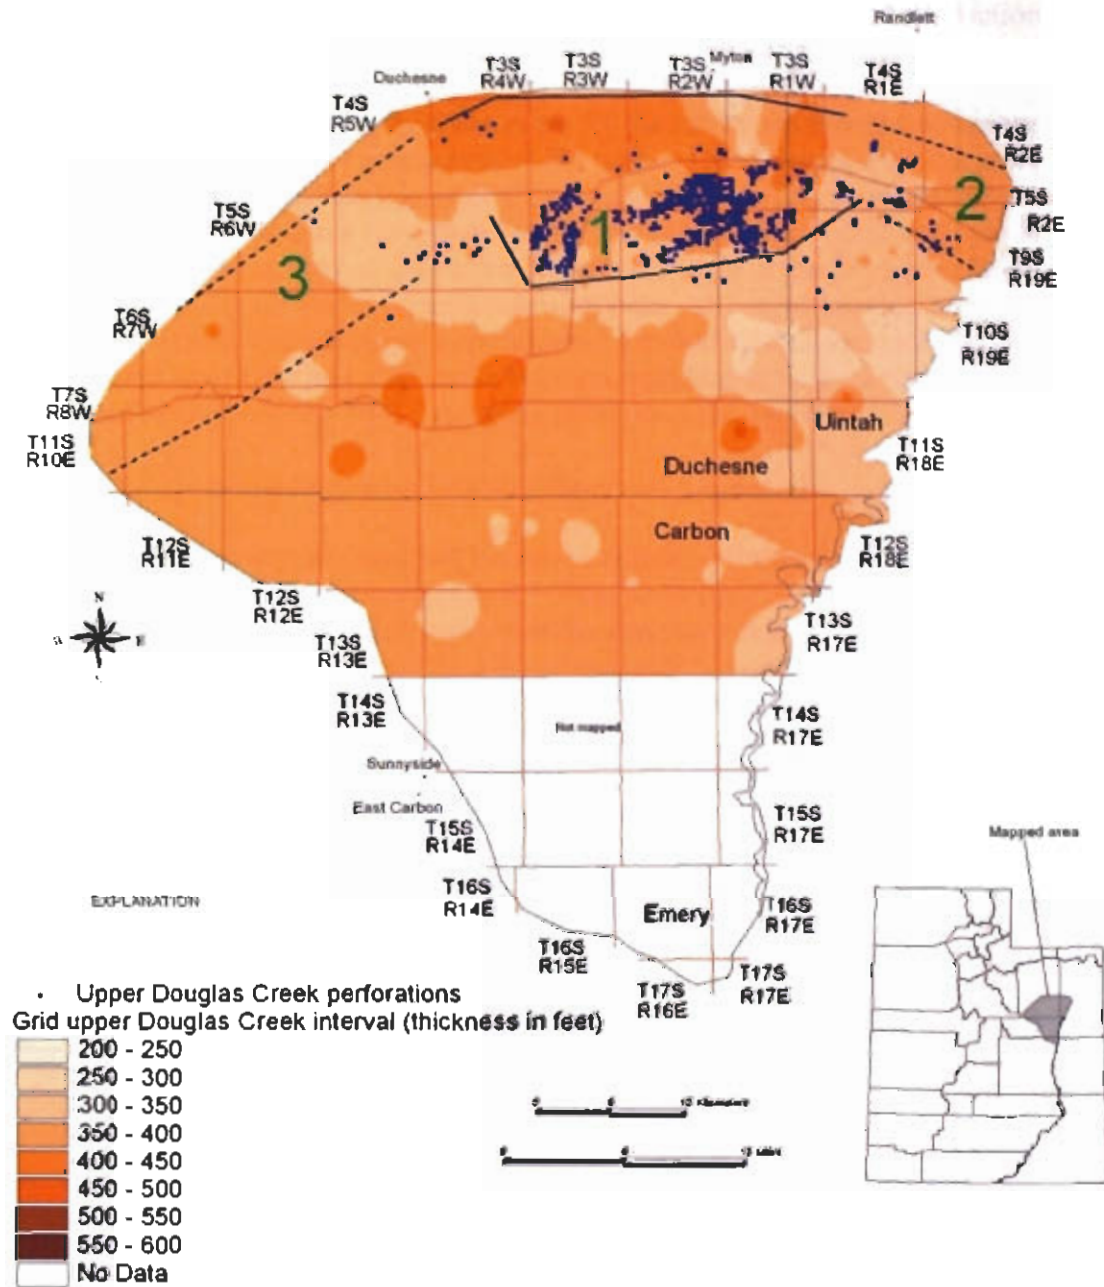 Randlett
Myton
Duchesne
T3S
R4W
T3S
R3W
T3S
R2W
T3S
R1W
T4S
R1E
T4S
R5W
T4S
R2E
T5S
R6W
T5S
R2E
1
2
3
T9S
R19E
T6S
R7W
T10S
R19E
T7S
R8W
Uintah
T11S
R10E
T11S
R18E
Duchesne
Carbon
T12S
R11E
T12S
R18E
T12S
R12E
N
E
T13S
R17E
T13S
R13E
T14S
R13E
Not mapped
T14S
R17E
Sunnyside
East Carbon
T15S
R14E
T15S
R17E
Mapped area
T16S
R14E
Emery
T16S
R17E
EXPLANATION
T16S
R15E
T17S
R16E
T17S
R17E
Upper Douglas Creek perforations
Grid upper Douglas Creek interval (thickness in feet)
200 - 250
250 - 300
300 - 350
350 - 400
400 - 450
450 - 500
500 - 550
550 - 600
No Data